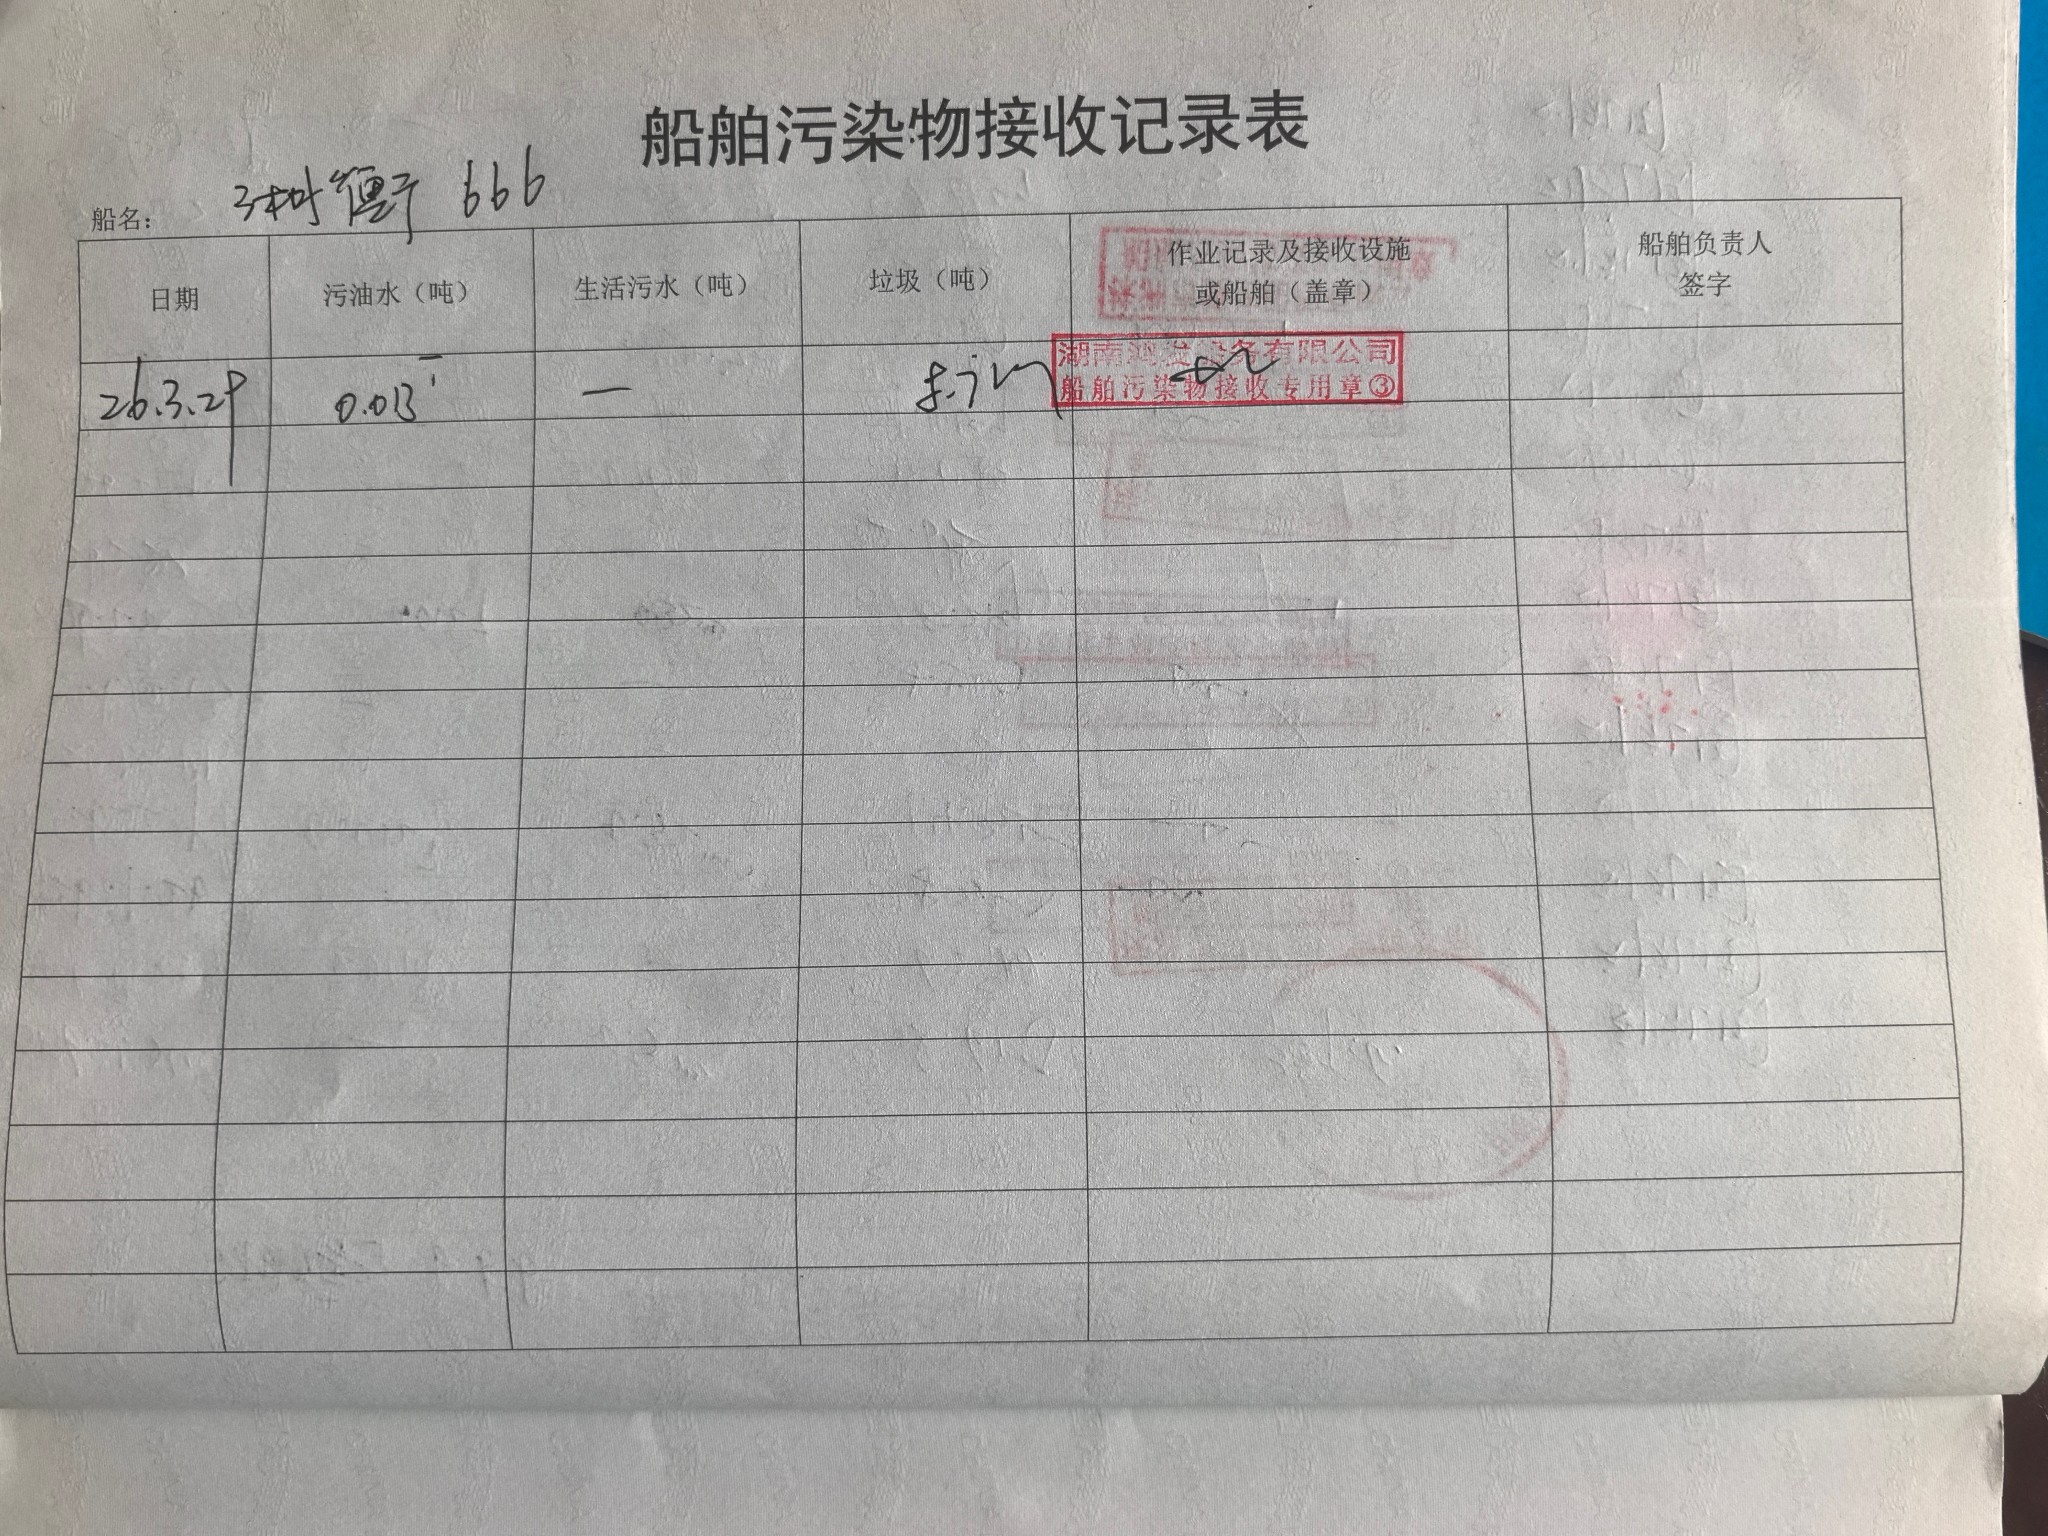 船舶污染物接收记录表
船名： 666
日期 污油水（吨） 生活污水（吨） 垃圾（吨） 作业记录及接收设施或船舶（盖章） 船舶负责人签字
26.3.29 0.013 —
湖南 务有限公司
船舶污染物接收专用章③